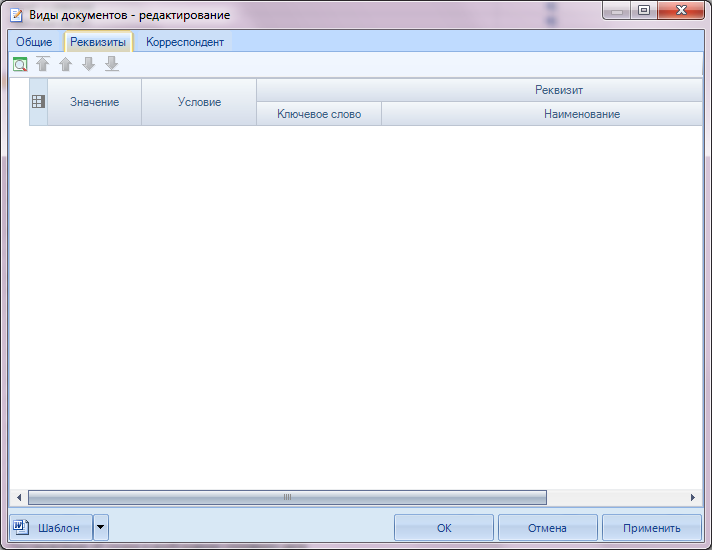 Виды документов - редактирование
Общие Реквизиты Корреспондент
Значение Условие Реквизит
Ключевое слово Наименование
Шаблон ОК Отмена Применить